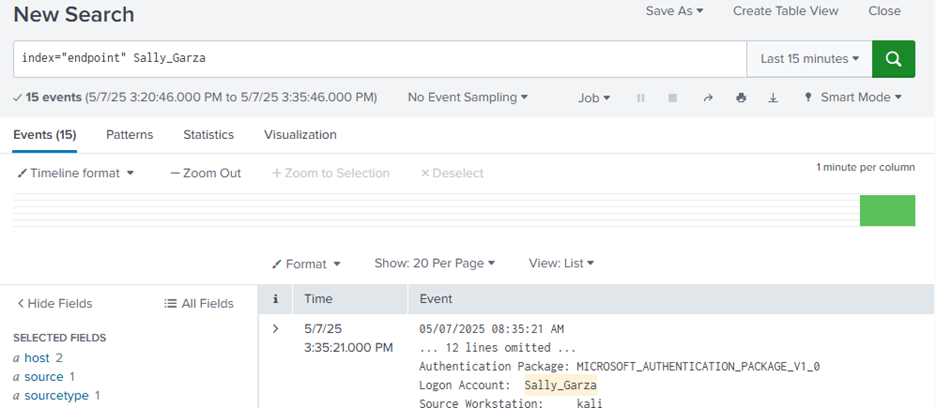 New Search
Save As Create Table View Close
index="endpoint" Sally_Garza
Last 15 minutes
15 events (5/7/25 3:20:46.000 PM to 5/7/25 3:35:46.000 PM)
No Event Sampling
Job
Smart Mode
Events (15) Patterns Statistics Visualization
Timeline format — Zoom Out + Zoom to Selection × Deselect
1 minute per column
Format Show: 20 Per Page View: List
< Hide Fields All Fields
i Time Event
SELECTED FIELDS
a host 2
a source 1
a sourcetype 1
> 5/7/25
3:35:21.000 PM
05/07/2025 08:35:21 AM
... 12 lines omitted ...
Authentication Package: MICROSOFT_AUTHENTICATION_PACKAGE_V1_0
Logon Account: Sally_Garza
Source Workstation: kali